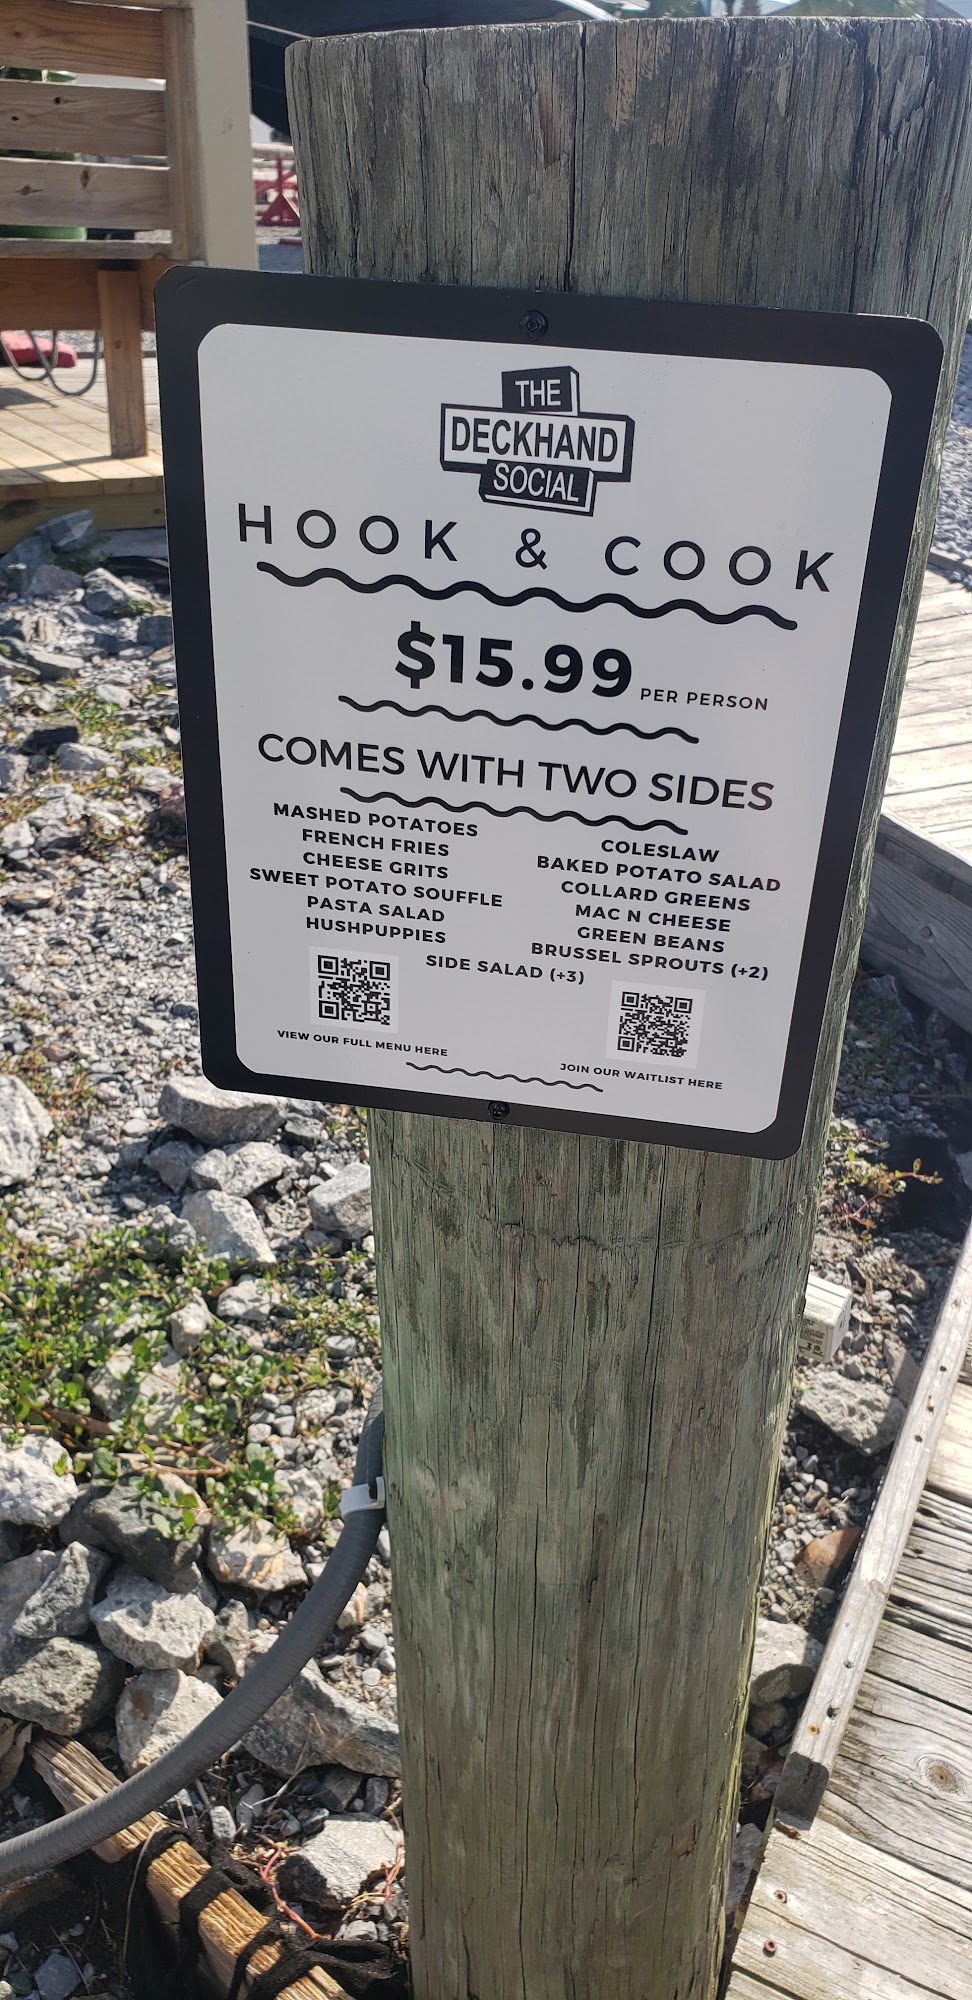 THE
DECKHAND
SOCIAL
HOOK & COOK
$15.99 PER PERSON
COMES WITH TWO SIDES
MASHED POTATOES
FRENCH FRIES
CHEESE GRITS
SWEET POTATO SOUFFLE
PASTA SALAD
HUSHPUPPIES
COLESLAW
BAKED POTATO SALAD
COLLARD GREENS
MAC N CHEESE
GREEN BEANS
BRUSSEL SPROUTS (+2)
SIDE SALAD (+3)
VIEW OUR FULL MENU HERE
JOIN OUR WAITLIST HERE